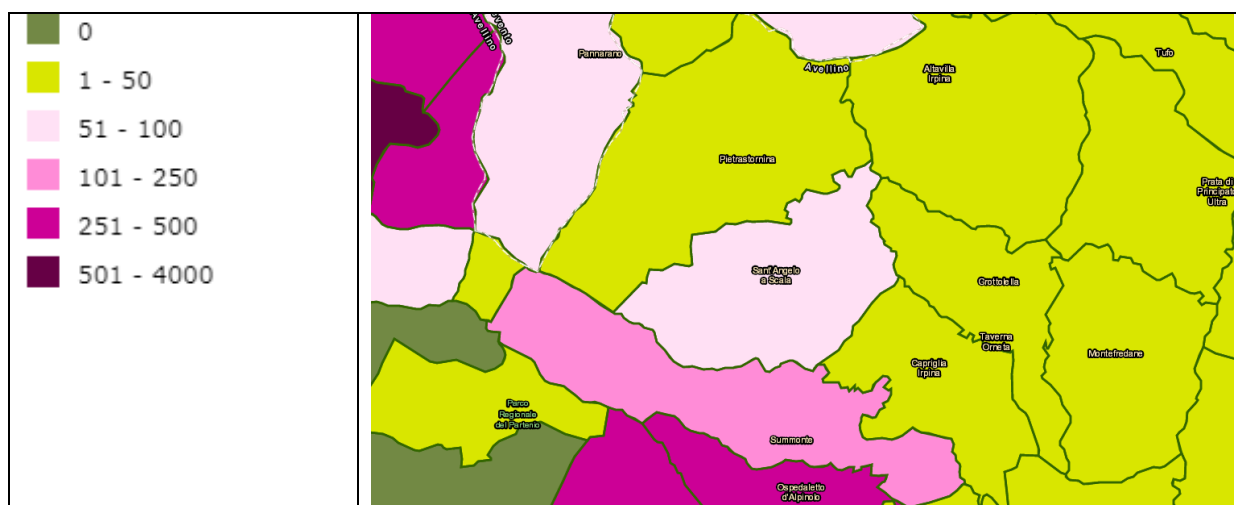 0
1 - 50
51 - 100
101 - 250
251 - 500
501 - 4000
Avellino
Pannarano
Avellino
Altavilla
Irpina
Tufo
Pietrastornina
Prata di
Principato
Ultra
Sant'Angelo
a Scala
Grottolella
Taverna
Orneta
Montefredane
Capriglia
Irpina
Parco
Regionale
del Partenio
Summonte
Ospedaletto
d'Alpinolo